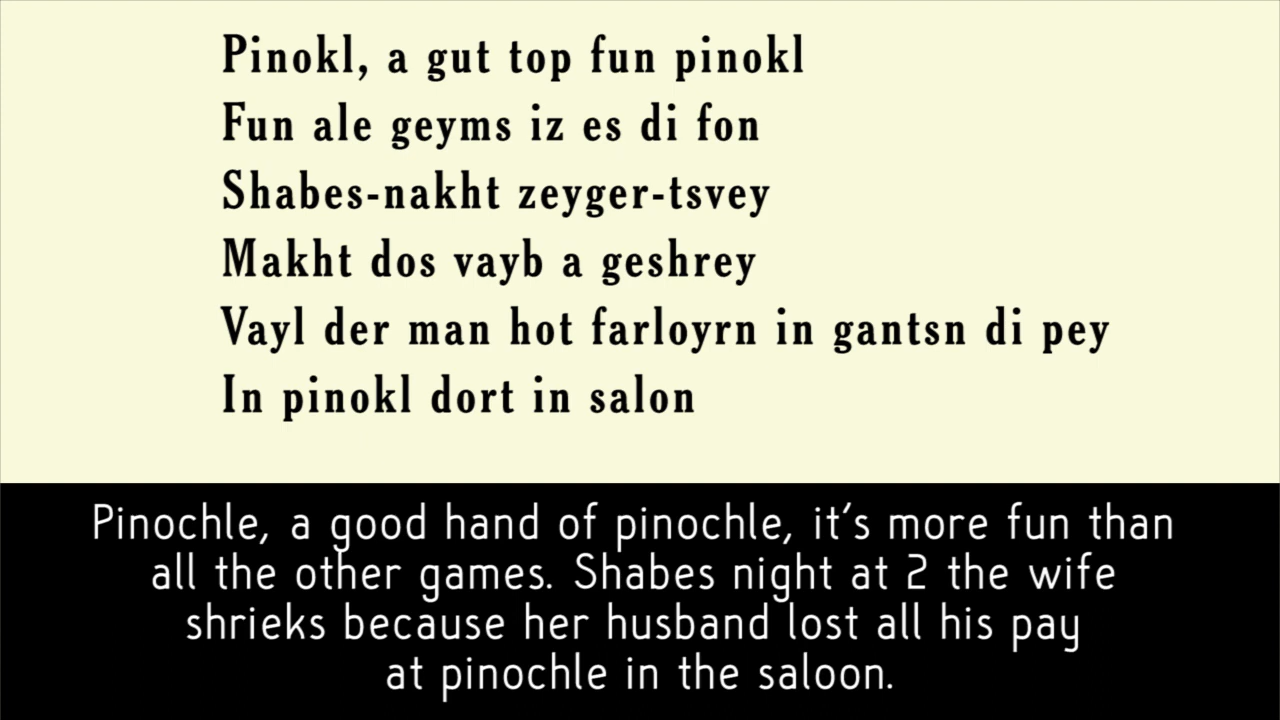 Pinokl, a gut top fun pinokl
Fun ale geyms iz es di fon
Shabes-nakht zeyger-tsvey
Makht dos vayb a geshrey
Vayl der man hot farloyrn in gantsn di pey
In pinokl dort in salon
Pinochle, a good hand of pinochle, it's more fun than
all the other games. Shabes night at 2 the wife
shrieks because her husband lost all his pay
at pinochle in the saloon.